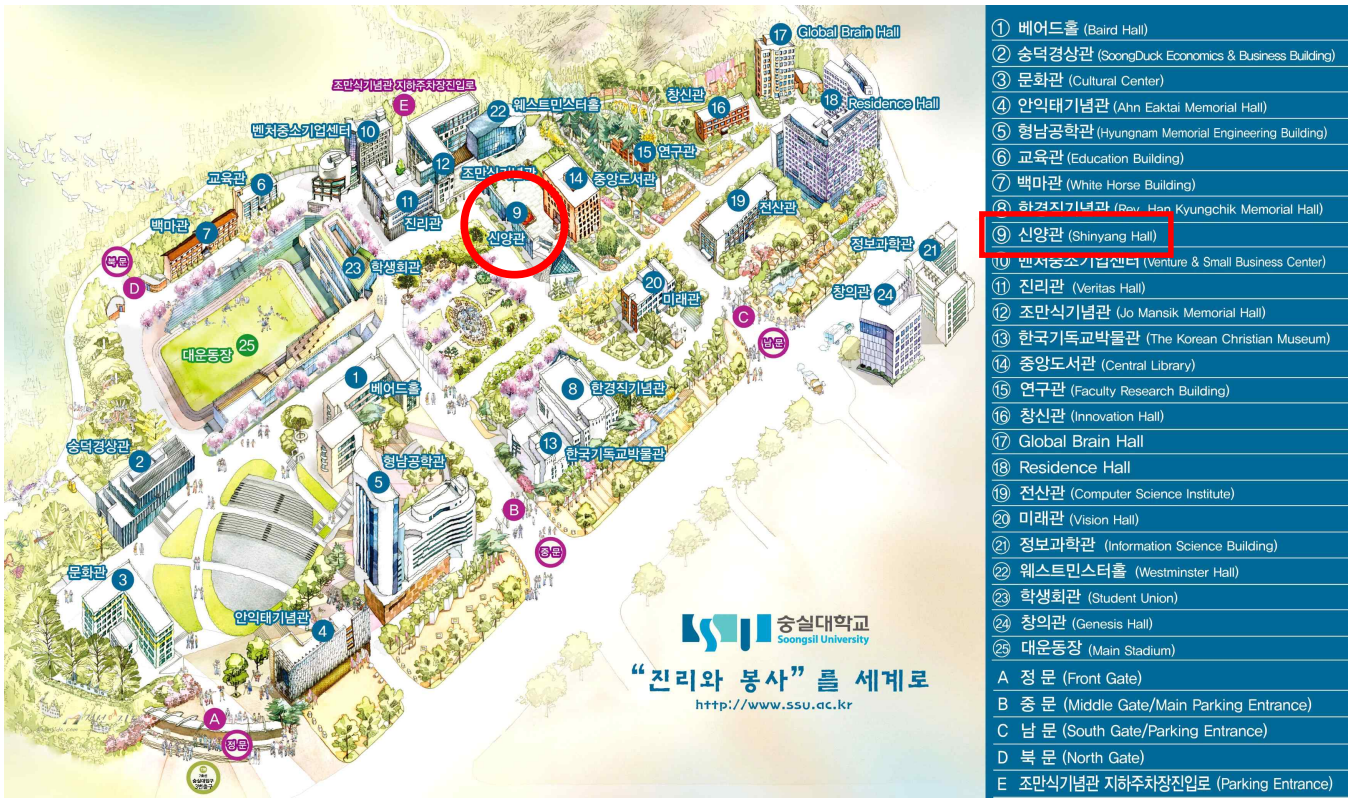 17 Global Brain Hall
조만식기념관 지하주차장진입로
E
22 웨스트민스터홀
창신관
16
18
Residence Hall
벤처중소기업센터 10
12
조만식기념관
15 연구관
14 중앙도서관
교육관
6
11
진리관
9
신양관
19 전산관
백마관
7
북문
D
23 학생회관
정보과학관 21
20
미래관
창의관 24
C
남문
대운동장 25
1
베어드홀
8 한경직기념관
숭덕경상관
2
13
한국기독교박물관
형남공학관
5
B
중문
문화관
3
안익태기념관
4
A
정문
숭실대입구
3번출구
숭실대학교
Soongsil University
“진리와 봉사” 를 세계로
http://www.ssu.ac.kr
① 베어드홀 (Baird Hall)
② 숭덕경상관 (SoongDuck Economics & Business Building)
③ 문화관 (Cultural Center)
④ 안익태기념관 (Ahn Eaktai Memorial Hall)
⑤ 형남공학관 (Hyungnam Memorial Engineering Building)
⑥ 교육관 (Education Building)
⑦ 백마관 (White Horse Building)
⑧ 한경직기념관 (Rev. Han Kyungchik Memorial Hall)
⑨ 신양관 (Shinyang Hall)
⑩ 벤처중소기업센터 (Venture & Small Business Center)
⑪ 진리관 (Veritas Hall)
⑫ 조만식기념관 (Jo Mansik Memorial Hall)
⑬ 한국기독교박물관 (The Korean Christian Museum)
⑭ 중앙도서관 (Central Library)
⑮ 연구관 (Faculty Research Building)
⑯ 창신관 (Innovation Hall)
⑰ Global Brain Hall
⑱ Residence Hall
⑲ 전산관 (Computer Science Institute)
⑳ 미래관 (Vision Hall)
㉑ 정보과학관 (Information Science Building)
㉒ 웨스트민스터홀 (Westminster Hall)
㉓ 학생회관 (Student Union)
㉔ 창의관 (Genesis Hall)
㉕ 대운동장 (Main Stadium)
A 정 문 (Front Gate)
B 중 문 (Middle Gate/Main Parking Entrance)
C 남 문 (South Gate/Parking Entrance)
D 북 문 (North Gate)
E 조만식기념관 지하주차장진입로 (Parking Entrance)